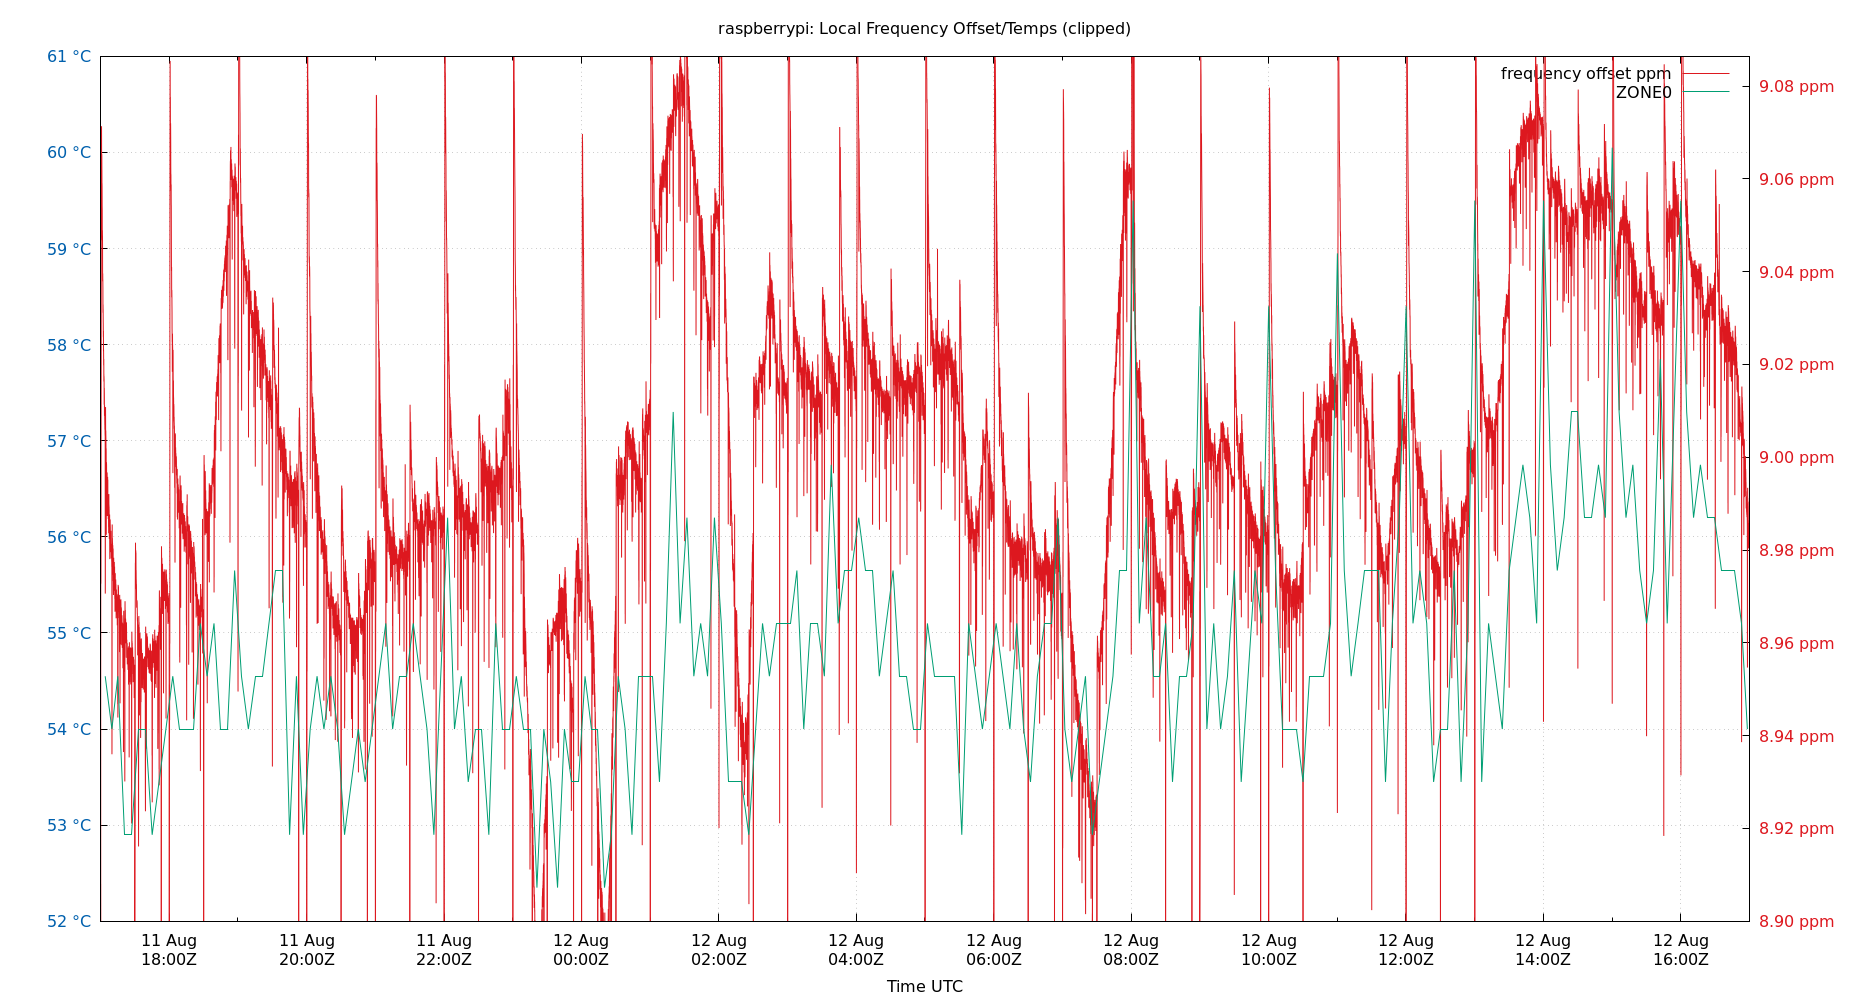 raspberrypi: Local Frequency Offset/Temps (clipped)
frequency offset ppm
ZONE0
61 °C
60 °C
59 °C
58 °C
57 °C
56 °C
55 °C
54 °C
53 °C
52 °C
9.08 ppm
9.06 ppm
9.04 ppm
9.02 ppm
9.00 ppm
8.98 ppm
8.96 ppm
8.94 ppm
8.92 ppm
8.90 ppm
11 Aug
18:00Z
11 Aug
20:00Z
11 Aug
22:00Z
12 Aug
00:00Z
12 Aug
02:00Z
12 Aug
04:00Z
12 Aug
06:00Z
12 Aug
08:00Z
12 Aug
10:00Z
12 Aug
12:00Z
12 Aug
14:00Z
12 Aug
16:00Z
Time UTC